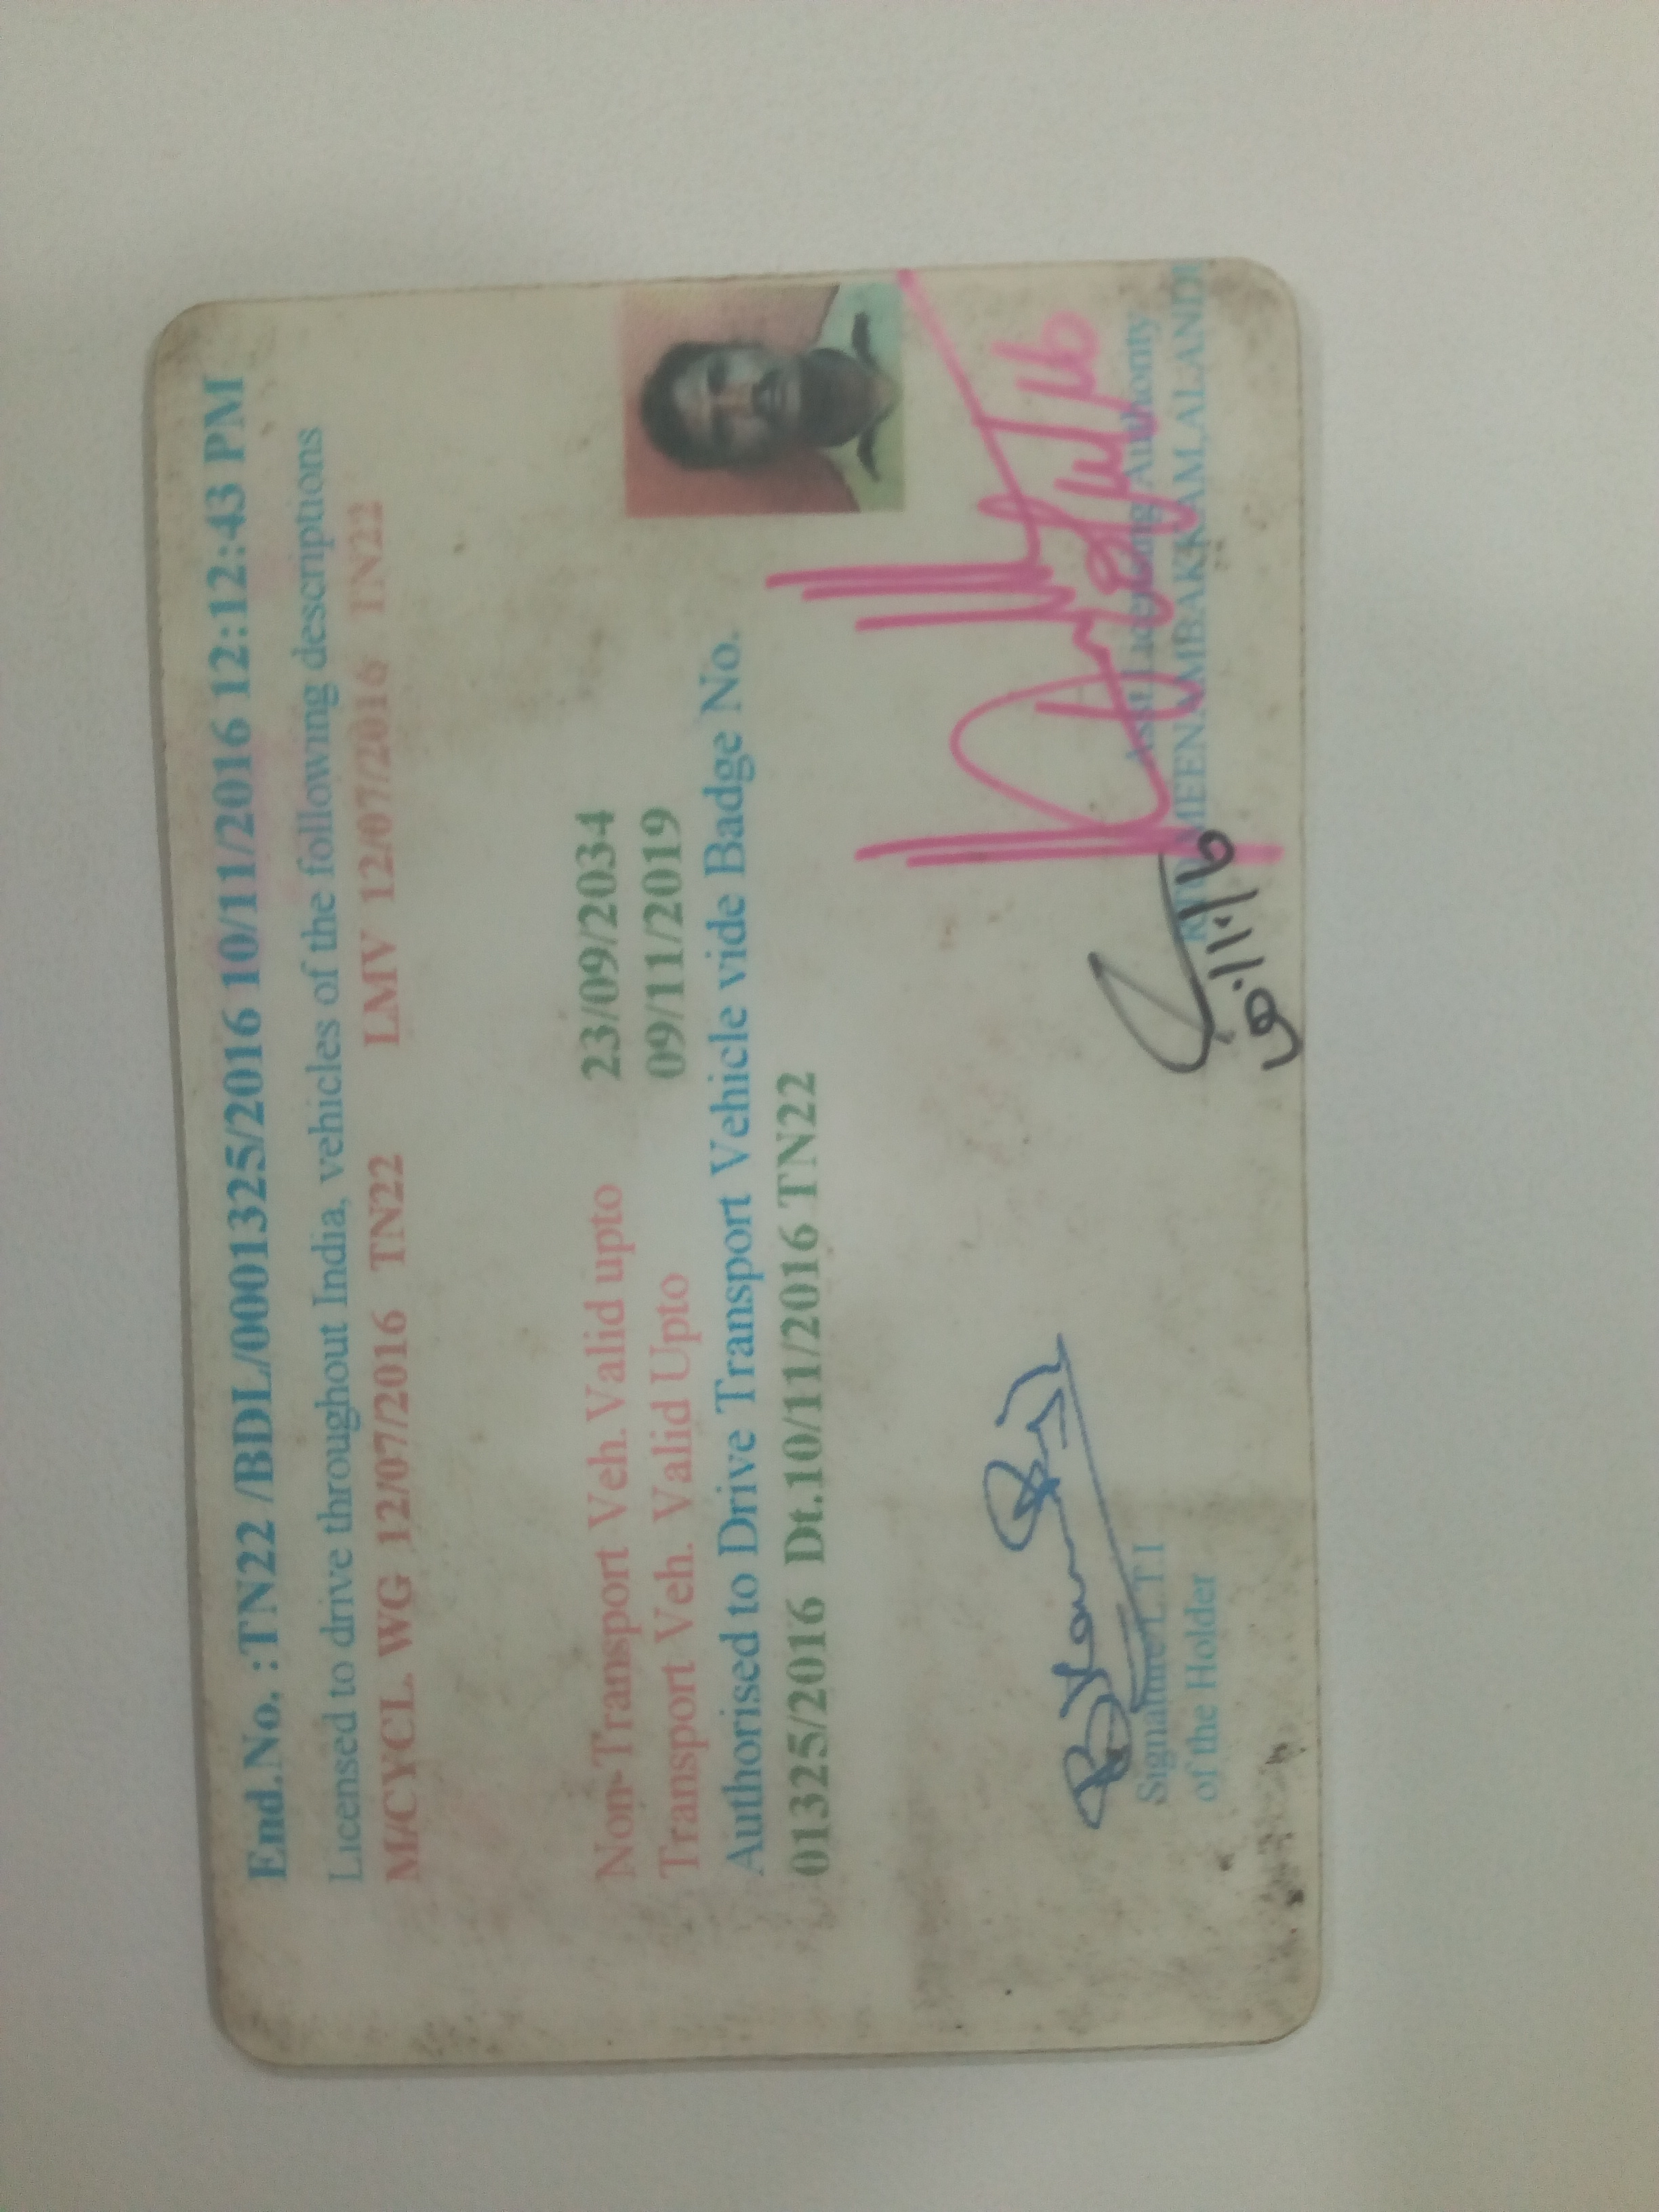 End.No. :TN22 /BDL/0001325/2016 10/11/2016 12:12:43 PM
Licensed to drive throughout India, vehicles of the following descriptions
M/CYCL. WG 12/07/2016 TN22 LMV 12/07/2016 TN22
Non-Transport Veh. Valid upto 23/09/2034
Transport Veh. Valid Upto 09/11/2019
Authorised to Drive Transport Vehicle vide Badge No.
01325/2016 Dt.10/11/2016 TN22
Signature/LTI
of the Holder
Asst Licensing Authority
RTO MEENAMBAKKAM,ALAND